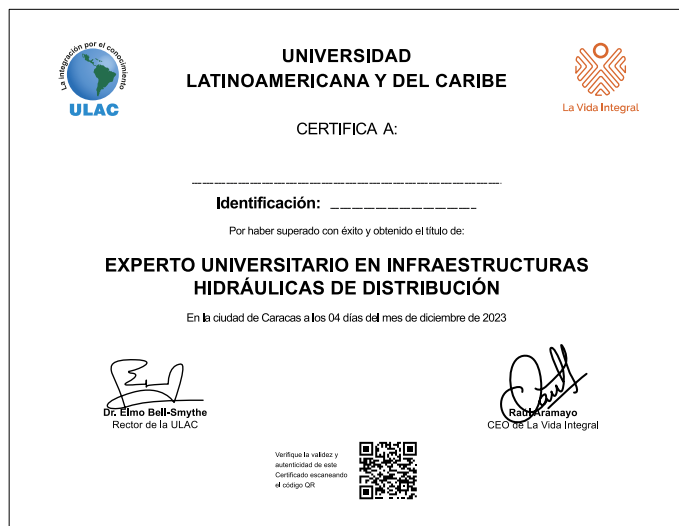 La integración por el conocimiento
ULAC
UNIVERSIDAD
LATINOAMERICANA Y DEL CARIBE
La Vida Integral
CERTIFICA A:
Identificación:
Por haber superado con éxito y obtenido el título de:
EXPERTO UNIVERSITARIO EN INFRAESTRUCTURAS
HIDRÁULICAS DE DISTRIBUCIÓN
En la ciudad de Caracas a los 04 días del mes de diciembre de 2023
Dr. Elmo Bell-Smythe
Rector de la ULAC
Raúl Aramayo
CEO de La Vida Integral
Verifique la validez y
autenticidad de este
Certificado escaneando
el código QR